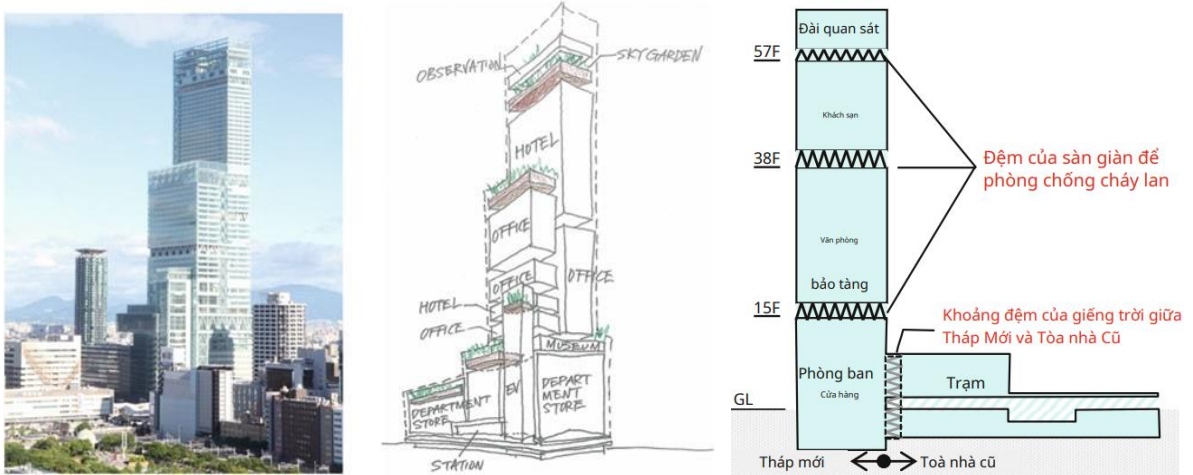 OBSERVATION
SKY GARDEN
HOTEL
OFFICE
OFFICE
OFFICE
HOTEL
OFFICE
MUSEUM
EV
DEPARTMENT
STORE
DEPART
MENT
STORE
STATION
Đài quan sát
57F
Khách sạn
38F
Đệm của sàn giàn để
phòng chống cháy lan
Văn phòng
bảo tàng
15F
Khoảng đệm của giếng trời giữa
Tháp Mới và Tòa nhà Cũ
Phòng ban
Cửa hàng
Trạm
GL
Tháp mới
Toà nhà cũ